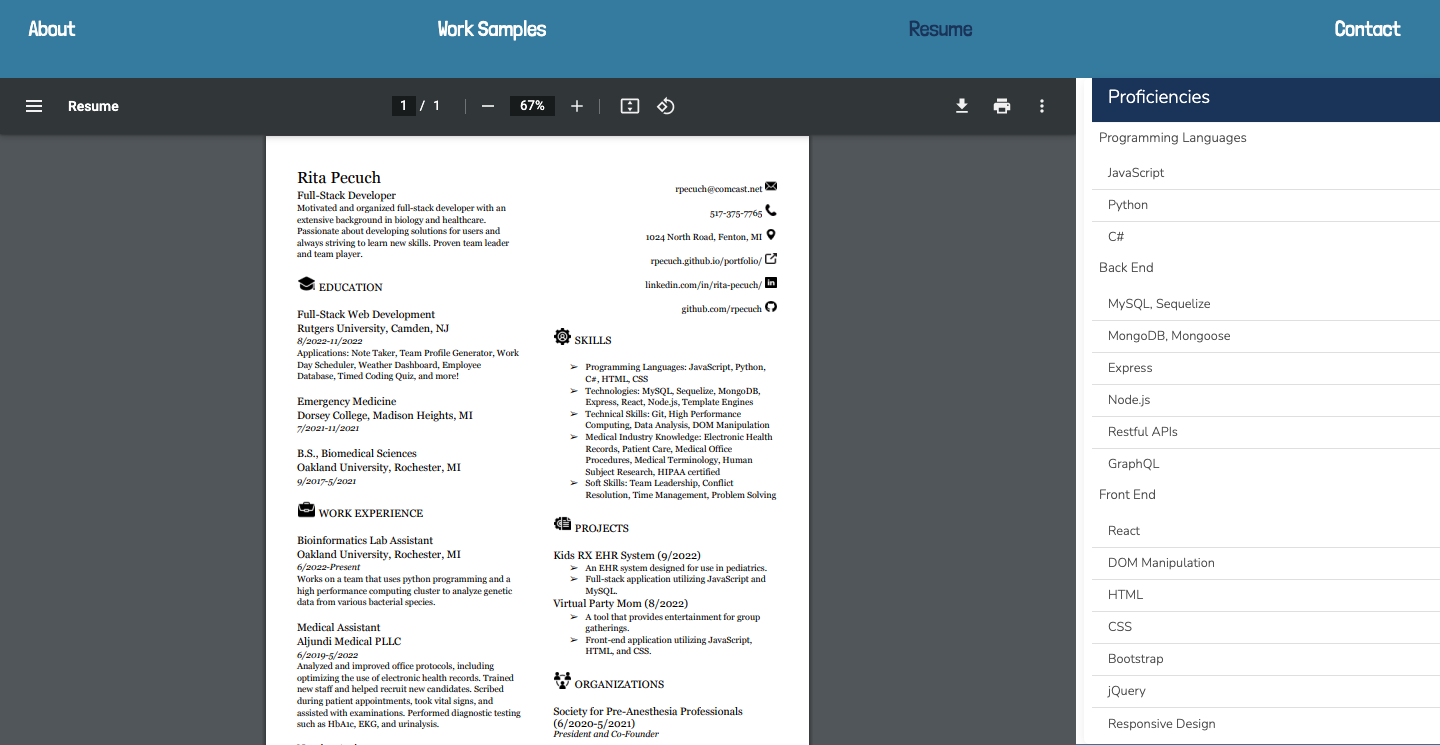 About
Work Samples
Resume
Contact
Resume
1 / 1
67%
Rita Pecuch
Full-Stack Developer
Motivated and organized full-stack developer with an
extensive background in biology and healthcare.
Passionate about developing solutions for users and
always striving to learn new skills. Proven team leader
and team player.
EDUCATION
Full-Stack Web Development
Rutgers University, Camden, NJ
8/2022-11/2022
Applications: Note Taker, Team Profile Generator, Work
Day Scheduler, Weather Dashboard, Employee
Database, Timed Coding Quiz, and more!
Emergency Medicine
Dorsey College, Madison Heights, MI
7/2021-11/2021
B.S., Biomedical Sciences
Oakland University, Rochester, MI
9/2017-5/2021
WORK EXPERIENCE
Bioinformatics Lab Assistant
Oakland University, Rochester, MI
6/2022-Present
Works on a team that uses python programming and a
high performance computing cluster to analyze genetic
data from various bacterial species.
Medical Assistant
Aljundi Medical PLLC
6/2019-5/2022
Analyzed and improved office protocols, including
optimizing the use of electronic health records. Trained
new staff and helped recruit new candidates. Scribed
during patient appointments, took vital signs, and
assisted with examinations. Performed diagnostic testing
such as HbA1c, EKG, and urinalysis.
rpecuch@comcast.net
517-375-7765
1024 North Road, Fenton, MI
rpecuch.github.io/portfolio/
linkedin.com/in/rita-pecuch/
github.com/rpecuch
SKILLS
➢ Programming Languages: JavaScript, Python,
C#, HTML, CSS
➢ Technologies: MySQL, Sequelize, MongoDB,
Express, React, Node.js, Template Engines
➢ Technical Skills: Git, High Performance
Computing, Data Analysis, DOM Manipulation
➢ Medical Industry Knowledge: Electronic Health
Records, Patient Care, Medical Office
Procedures, Medical Terminology, Human
Subject Research, HIPAA certified
➢ Soft Skills: Team Leadership, Conflict
Resolution, Time Management, Problem Solving
PROJECTS
Kids RX EHR System (9/2022)
➢ An EHR system designed for use in pediatrics.
➢ Full-stack application utilizing JavaScript and
MySQL.
Virtual Party Mom (8/2022)
➢ A tool that provides entertainment for group
gatherings.
➢ Front-end application utilizing JavaScript,
HTML, and CSS.
ORGANIZATIONS
Society for Pre-Anesthesia Professionals
(6/2020-5/2021)
President and Co-Founder
Proficiencies
Programming Languages
JavaScript
Python
C#
Back End
MySQL, Sequelize
MongoDB, Mongoose
Express
Node.js
Restful APIs
GraphQL
Front End
React
DOM Manipulation
HTML
CSS
Bootstrap
jQuery
Responsive Design